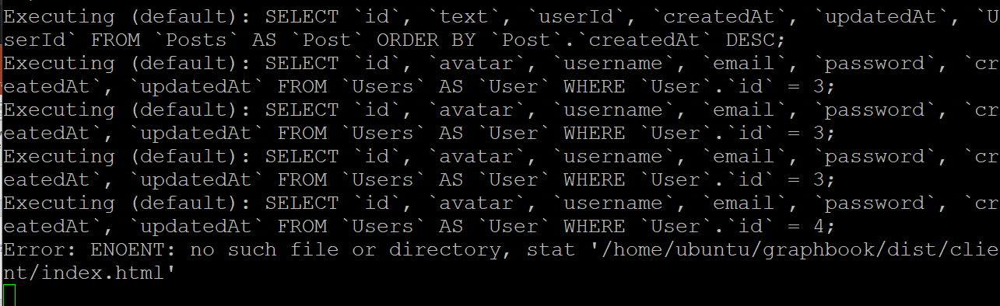 Executing (default): SELECT `id`, `text`, `userId`, `createdAt`, `updatedAt`, `U
serId` FROM `Posts` AS `Post` ORDER BY `Post`.`createdAt` DESC;
Executing (default): SELECT `id`, `avatar`, `username`, `email`, `password`, `cr
eatedAt`, `updatedAt` FROM `Users` AS `User` WHERE `User`.`id` = 3;
Executing (default): SELECT `id`, `avatar`, `username`, `email`, `password`, `cr
eatedAt`, `updatedAt` FROM `Users` AS `User` WHERE `User`.`id` = 3;
Executing (default): SELECT `id`, `avatar`, `username`, `email`, `password`, `cr
eatedAt`, `updatedAt` FROM `Users` AS `User` WHERE `User`.`id` = 3;
Executing (default): SELECT `id`, `avatar`, `username`, `email`, `password`, `cr
eatedAt`, `updatedAt` FROM `Users` AS `User` WHERE `User`.`id` = 4;
Error: ENOENT: no such file or directory, stat '/home/ubuntu/graphbook/dist/clie
nt/index.html'